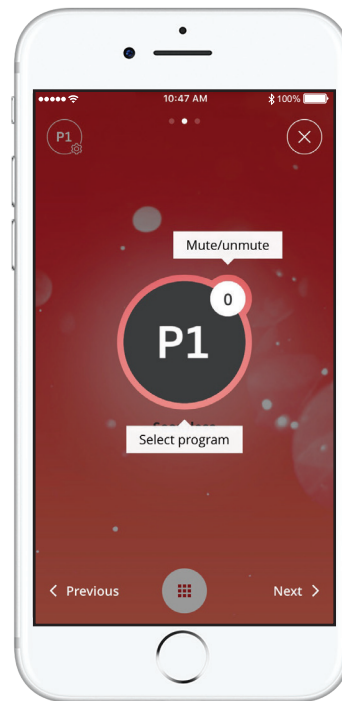 10:47 AM
100%
P1
Mute/unmute
0
P1
Select program
Previous
Next